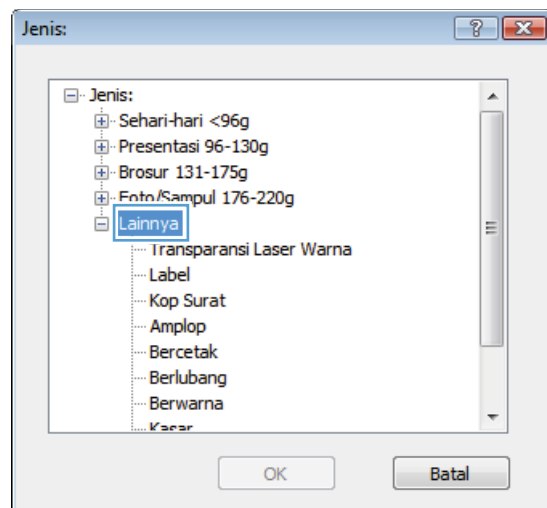 Jenis:
Jenis:
Sehari-hari <96g
Presentasi 96-130g
Brosur 131-175g
Foto/Sampul 176-220g
Lainnya
Transparansi Laser Warna
Label
Kop Surat
Amplop
Bercetak
Berlubang
Berwarna
Kasar
OK
Batal